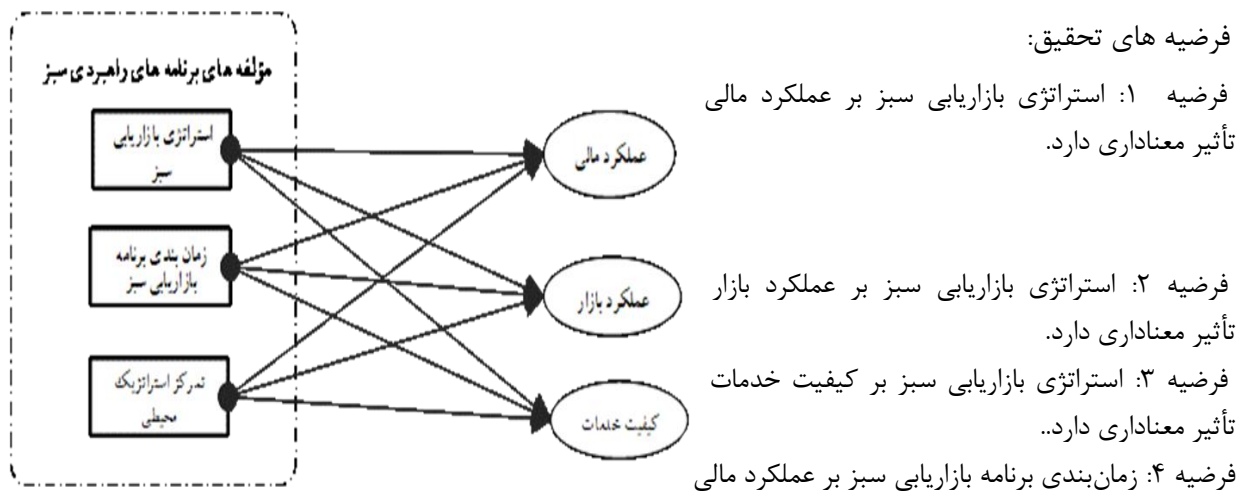 فرضیه های تحقیق:
فرضیه ۱: استراتژی بازاریابی سبز بر عملکرد مالی
تأثیر معناداری دارد.
فرضیه ۲: استراتژی بازاریابی سبز بر عملکرد بازار
تأثیر معناداری دارد.
فرضیه ۳: استراتژی بازاریابی سبز بر کیفیت خدمات
تأثیر معناداری دارد..
فرضیه ۴: زمان‌بندی برنامه بازاریابی سبز بر عملکرد مالی
مؤلفه های برنامه های راهبردی سبز
استراتژی بازاریابی
سبز
زمان بندی برنامه
بازاریابی سبز
تمرکز استراتژیک
محیطی
عملکرد مالی
عملکرد بازار
کیفیت خدمات